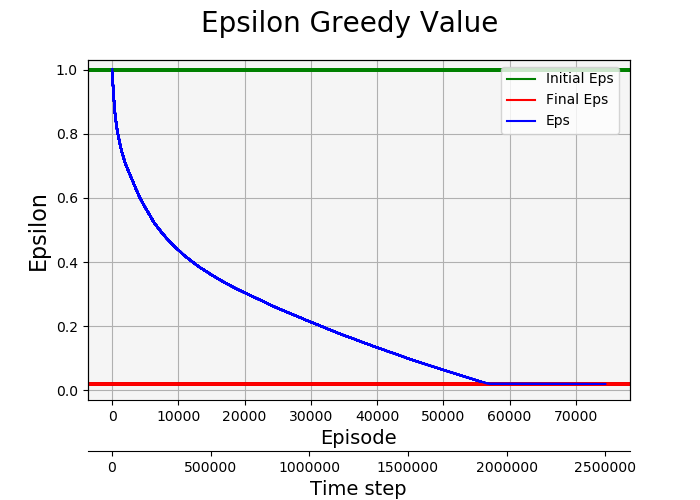 Epsilon Greedy Value
1.0
0.8
0.6
0.4
0.2
0.0
Epsilon
Initial Eps
Final Eps
Eps
0 10000 20000 30000 40000 50000 60000 70000
Episode
0 500000 1000000 1500000 2000000 2500000
Time step